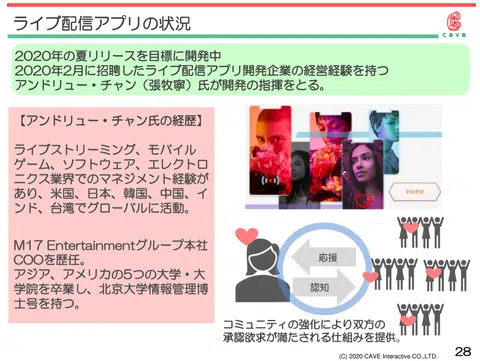 ライブ配信アプリの状況
cave
2020年の夏リリースを目標に開発中
2020年2月に招聘したライブ配信アプリ開発企業の経営経験を持つ
アンドリュー・チャン（張牧寧）氏が開発の指揮をとる。
【アンドリュー・チャン氏の経歴】
ライブストリーミング、モバイル
ゲーム、ソフトウェア、エレクトロ
ニクス業界でのマネジメント経験が
あり、米国、日本、韓国、中国、イ
ンド、台湾でグローバルに活動。
M17 Entertainmentグループ本社
COOを歴任。
アジア、アメリカの5つの大学・大
学院を卒業し、北京大学情報管理博
士号を持つ。
応援
認知
コミュニティの強化により双方の
承認欲求が満たされる仕組みを提供。
(C) 2020 CAVE Interactive CO.,LTD.
28